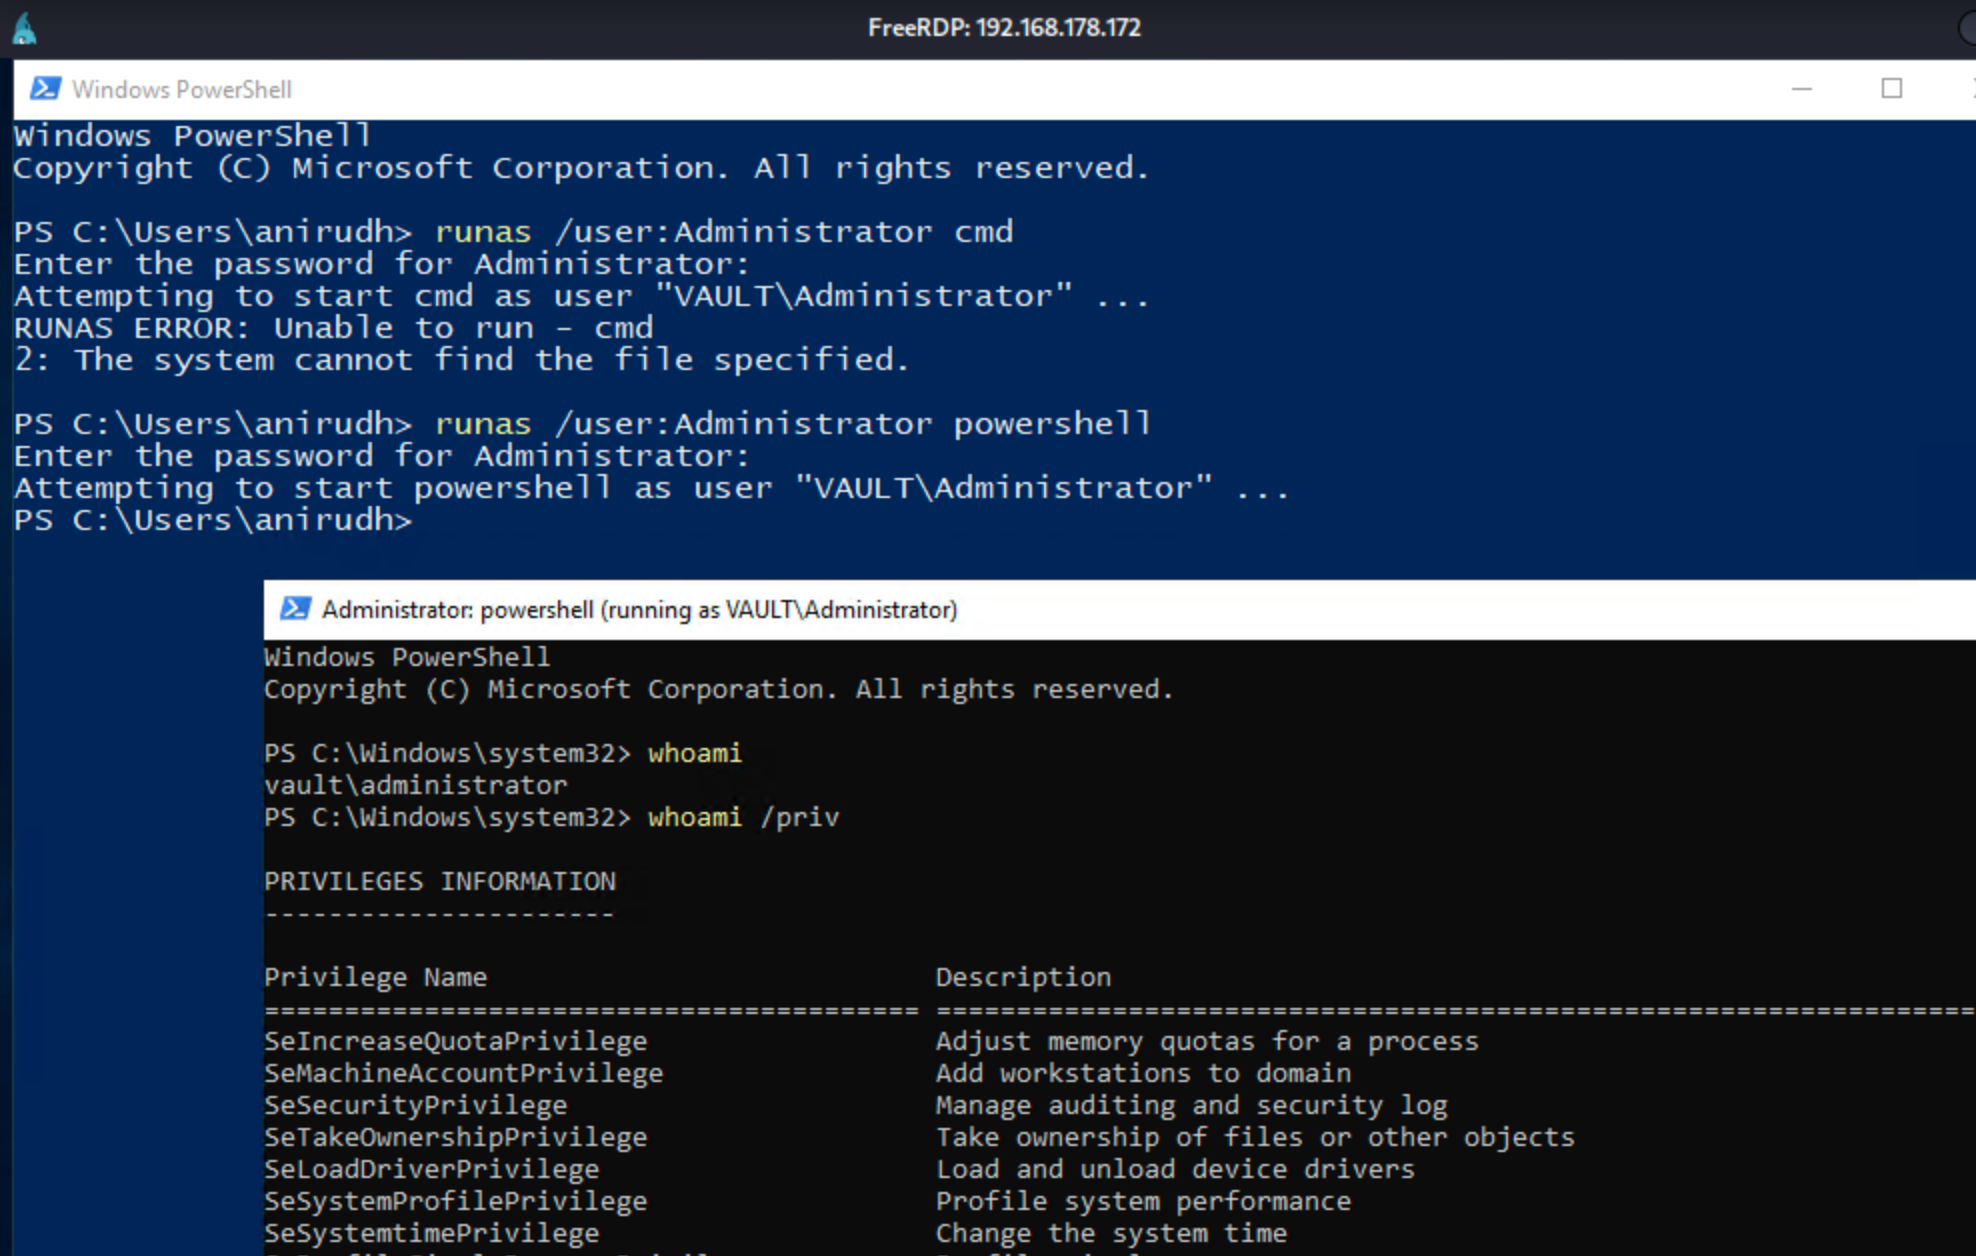 FreeRDP: 192.168.178.172
Windows PowerShell
Windows PowerShell
Copyright (C) Microsoft Corporation. All rights reserved.
PS C:\Users\anirudh> runas /user:Administrator cmd
Enter the password for Administrator:
Attempting to start cmd as user "VAULT\Administrator" ...
RUNAS ERROR: Unable to run - cmd
2: The system cannot find the file specified.
PS C:\Users\anirudh> runas /user:Administrator powershell
Enter the password for Administrator:
Attempting to start powershell as user "VAULT\Administrator" ...
PS C:\Users\anirudh>
Administrator: powershell (running as VAULT\Administrator)
Windows PowerShell
Copyright (C) Microsoft Corporation. All rights reserved.
PS C:\Windows\system32> whoami
vault\administrator
PS C:\Windows\system32> whoami /priv
PRIVILEGES INFORMATION
----------------------
Privilege Name Description
========================================= =================================================================
SeIncreaseQuotaPrivilege Adjust memory quotas for a process
SeMachineAccountPrivilege Add workstations to domain
SeSecurityPrivilege Manage auditing and security log
SeTakeOwnershipPrivilege Take ownership of files or other objects
SeLoadDriverPrivilege Load and unload device drivers
SeSystemProfilePrivilege Profile system performance
SeSystemtimePrivilege Change the system time